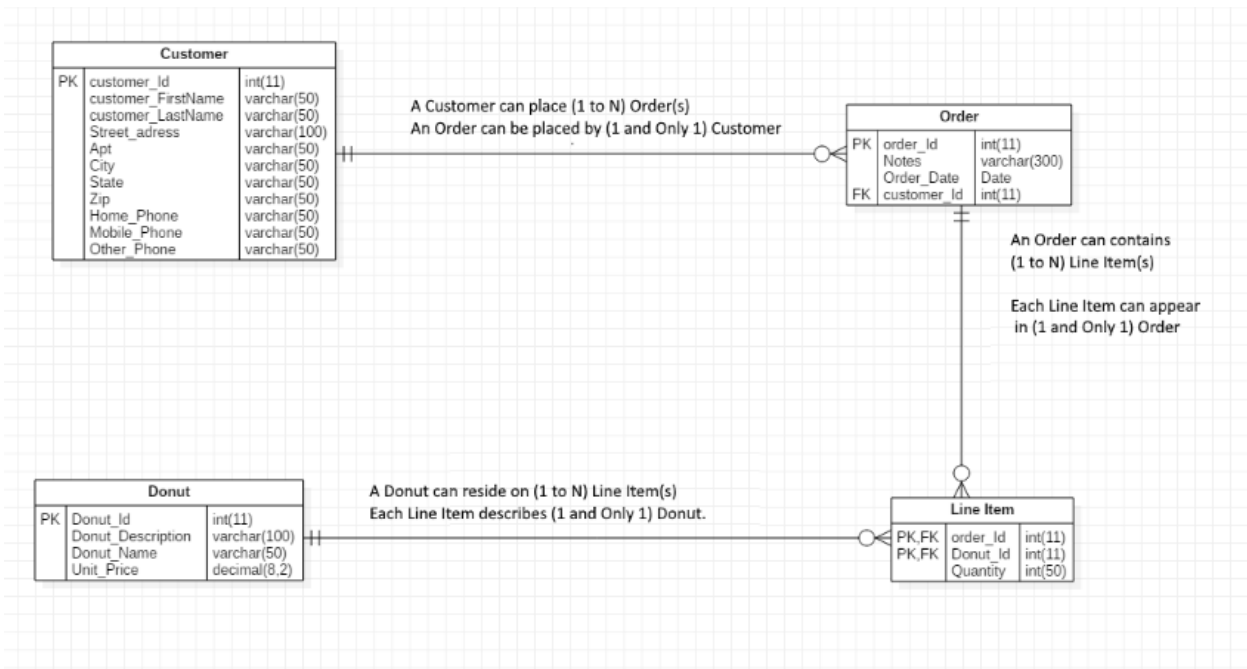 Customer
PK customer_Id int(11)
customer_FirstName varchar(50)
customer_LastName varchar(50)
Street_adress varchar(100)
Apt varchar(50)
City varchar(50)
State varchar(50)
Zip varchar(50)
Home_Phone varchar(50)
Mobile_Phone varchar(50)
Other_Phone varchar(50)
A Customer can place (1 to N) Order(s)
An Order can be placed by (1 and Only 1) Customer
Order
PK order_Id int(11)
Notes varchar(300)
Order_Date Date
FK customer_Id int(11)
An Order can contains
(1 to N) Line Item(s)
Each Line Item can appear
in (1 and Only 1) Order
Donut
PK Donut_Id int(11)
Donut_Description varchar(100)
Donut_Name varchar(50)
Unit_Price decimal(8,2)
A Donut can reside on (1 to N) Line Item(s)
Each Line Item describes (1 and Only 1) Donut.
Line Item
PK,FK order_Id int(11)
PK,FK Donut_Id int(11)
Quantity int(50)